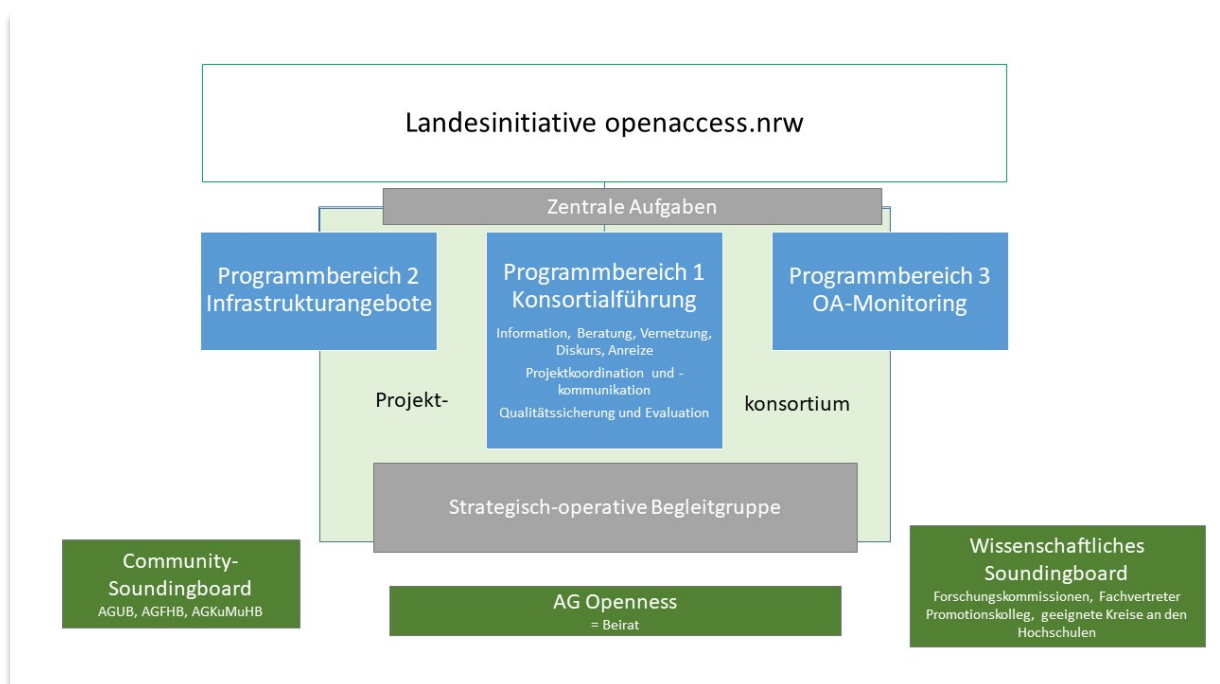 Landesinitiative openaccess.nrw
Zentrale Aufgaben
Programmbereich 2
Infrastrukturangebote
Programmbereich 1
Konsortialführung
Information, Beratung, Vernetzung,
Diskurs, Anreize
Projektkoordination und -
kommunikation
Qualitätssicherung und Evaluation
Programmbereich 3
OA-Monitoring
Projekt-
konsortium
Strategisch-operative Begleitgruppe
Community-
Soundingboard
AGUB, AGFHB, AGKuMuHB
AG Openness
= Beirat
Wissenschaftliches
Soundingboard
Forschungskommissionen, Fachvertreter
Promotionskolleg, geeignete Kreise an den
Hochschulen